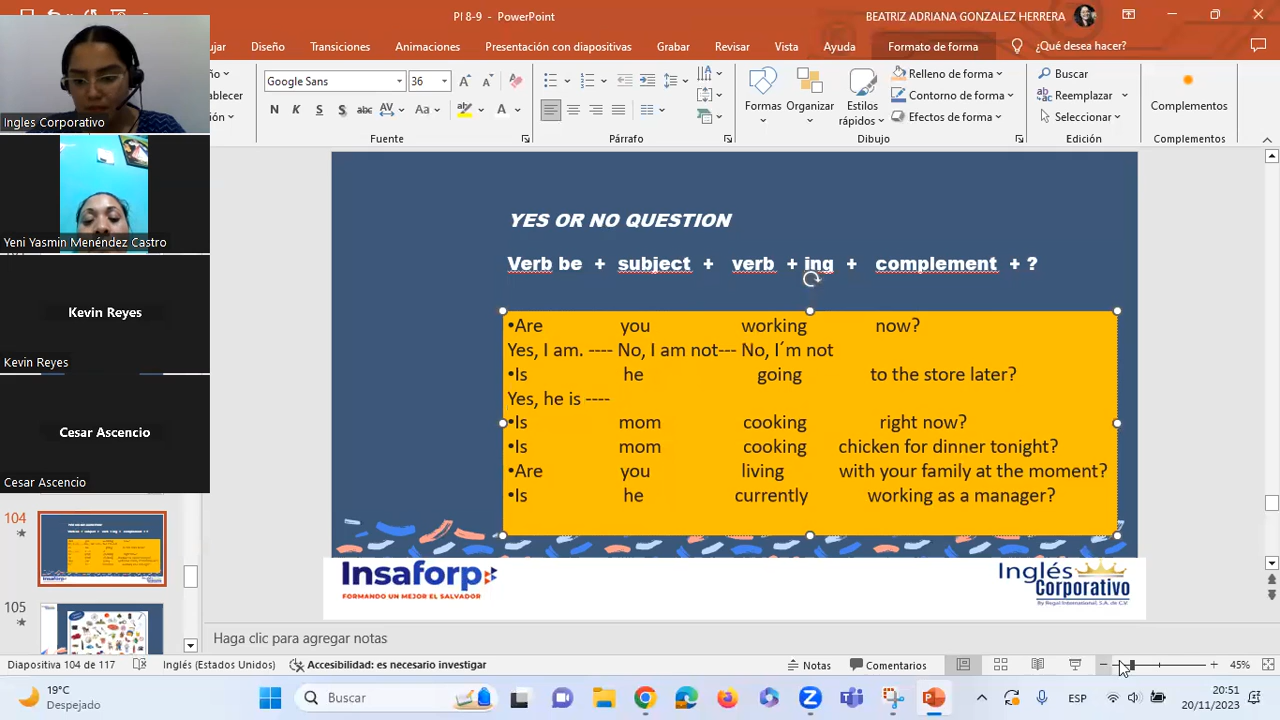 PI 8-9 - PowerPoint
BEATRIZ ADRIANA GONZALEZ HERRERA
Diseño
Transiciones
Animaciones
Presentación con diapositivas
Grabar
Revisar
Vista
Ayuda
Formato de forma
¿Qué desea hacer?
Google Sans
36
Fuente
Párrafo
Formas
Organizar
Estilos rápidos
Relleno de forma
Contorno de forma
Efectos de forma
Dibujo
Buscar
Reemplazar
Seleccionar
Edición
Complementos
Complementos
Ingles Corporativo
Yeni Yasmin Menéndez Castro
Kevin Reyes
Kevin Reyes
Cesar Ascencio
Cesar Ascencio
104
105
YES OR NO QUESTION
Verb be + subject + verb + ing + complement + ?
•Are you working now?
Yes, I am. ---- No, I am not--- No, I´m not
•Is he going to the store later?
Yes, he is ----
•Is mom cooking right now?
•Is mom cooking chicken for dinner tonight?
•Are you living with your family at the moment?
•Is he currently working as a manager?
Insaforp
FORMANDO UN MEJOR EL SALVADOR
Inglés
Corporativo
By Regal International, S.A. de C.V.
Haga clic para agregar notas
Diapositiva 104 de 117
Inglés (Estados Unidos)
Accesibilidad: es necesario investigar
Notas
Comentarios
45%
19°C
Despejado
Buscar
ESP
20:51
20/11/2023